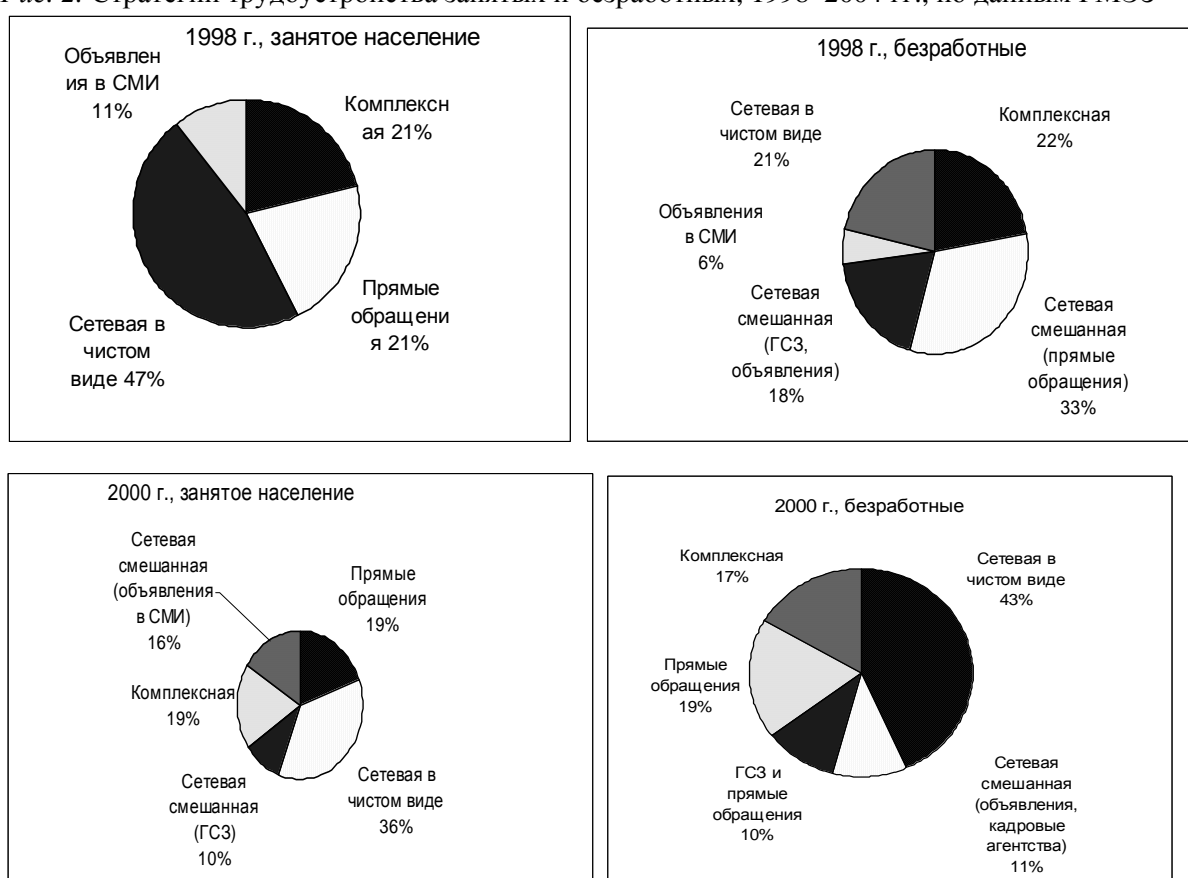 Рис. 2. Стратегии трудоустройства занятых и безработных, 1998–2004 гг., по данным РМЭЗ
1998 г., занятое население
Объявлен
ия в СМИ
11%
Комплексн
ая 21%
Прямые
обращени
я 21%
Сетевая в
чистом
виде 47%
1998 г., безработные
Сетевая в
чистом виде
21%
Комплексная
22%
Объявления
в СМИ
6%
Сетевая
смешанная
(ГСЗ,
объявления)
18%
Сетевая
смешанная
(прямые
обращения)
33%
2000 г., занятое население
Сетевая
смешанная
(объявления
в СМИ)
16%
Прямые
обращения
19%
Комплексная
19%
Сетевая
смешанная
(ГСЗ)
10%
Сетевая в
чистом виде
36%
2000 г., безработные
Комплексная
17%
Сетевая в
чистом виде
43%
Прямые
обращения
19%
ГСЗ и
прямые
обращения
10%
Сетевая
смешанная
(объявления,
кадровые
агентства)
11%